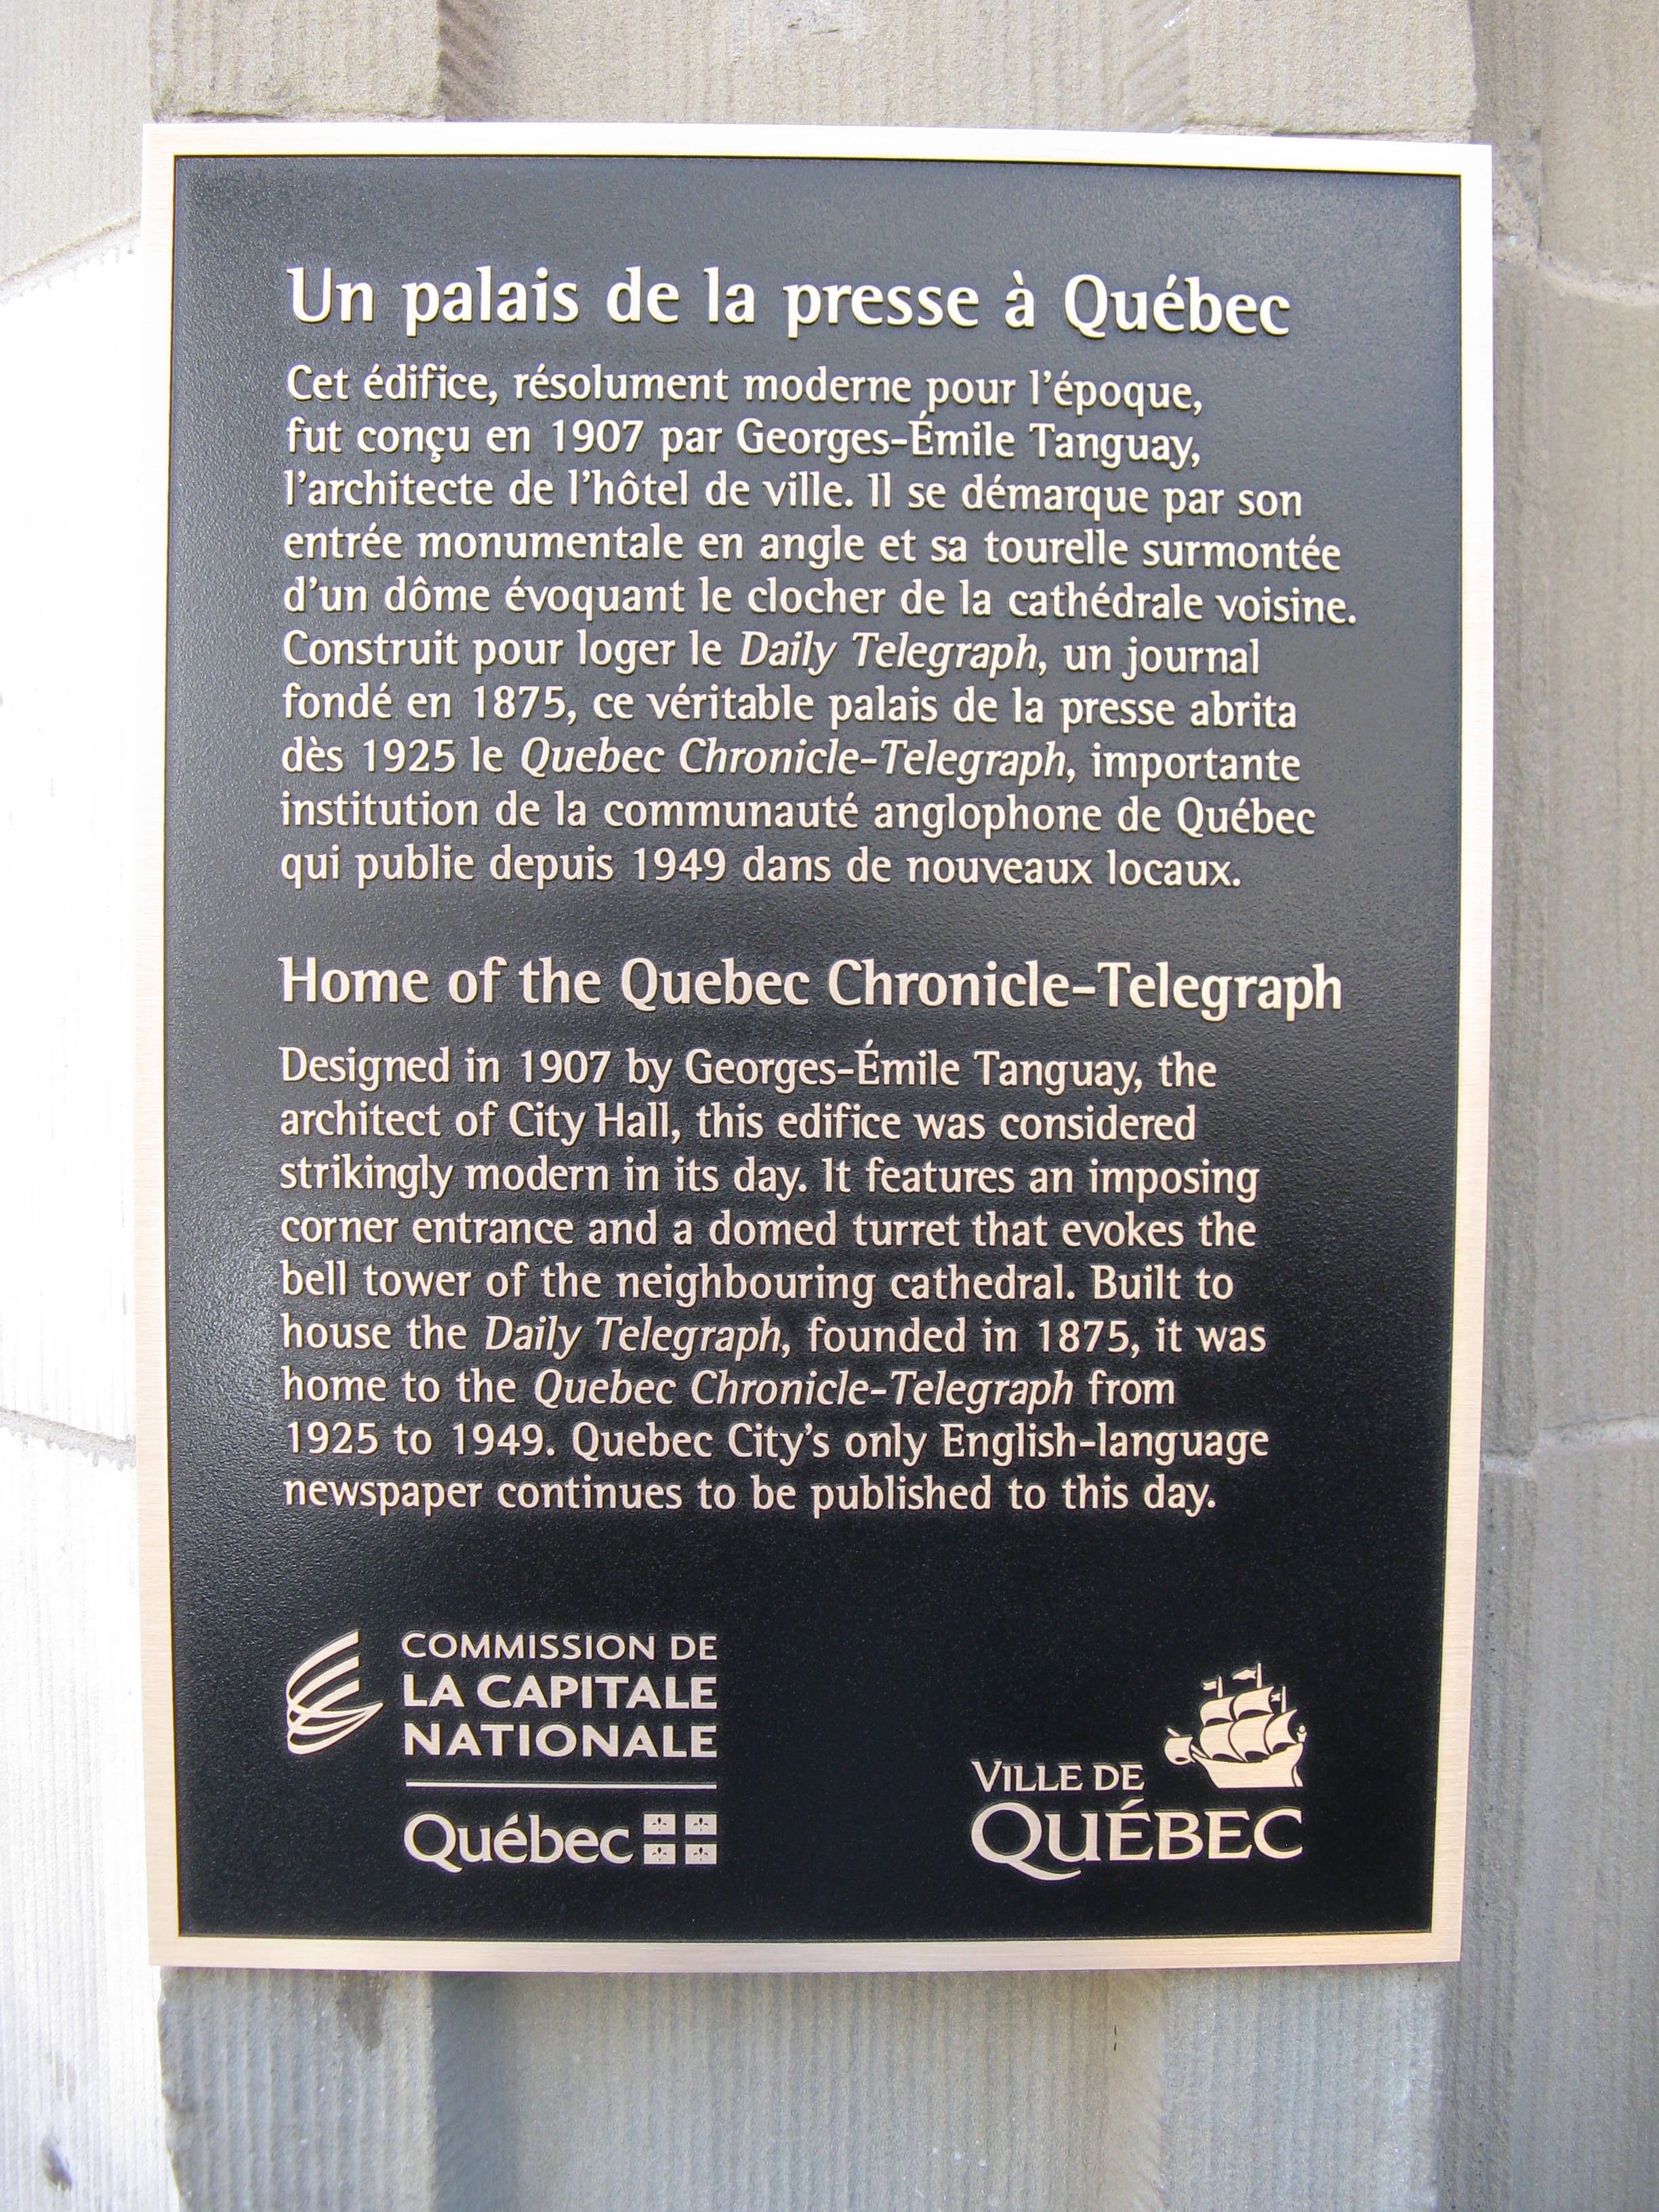 Un palais de la presse à Québec
Cet édifice, résolument moderne pour l'époque,
fut conçu en 1907 par Georges-Émile Tanguay,
l'architecte de l'hôtel de ville. Il se démarque par son
entrée monumentale en angle et sa tourelle surmontée
d'un dôme évoquant le clocher de la cathédrale voisine.
Construit pour loger le Daily Telegraph, un journal
fondé en 1875, ce véritable palais de la presse abrita
dès 1925 le Quebec Chronicle-Telegraph, importante
institution de la communauté anglophone de Québec
qui publie depuis 1949 dans de nouveaux locaux.
Home of the Quebec Chronicle-Telegraph
Designed in 1907 by Georges-Émile Tanguay, the
architect of City Hall, this edifice was considered
strikingly modern in its day. It features an imposing
corner entrance and a domed turret that evokes the
bell tower of the neighbouring cathedral. Built to
house the Daily Telegraph, founded in 1875, it was
home to the Quebec Chronicle-Telegraph from
1925 to 1949. Quebec City's only English-language
newspaper continues to be published to this day.
COMMISSION DE
LA CAPITALE
NATIONALE
Québec
VILLE DE
QUÉBEC